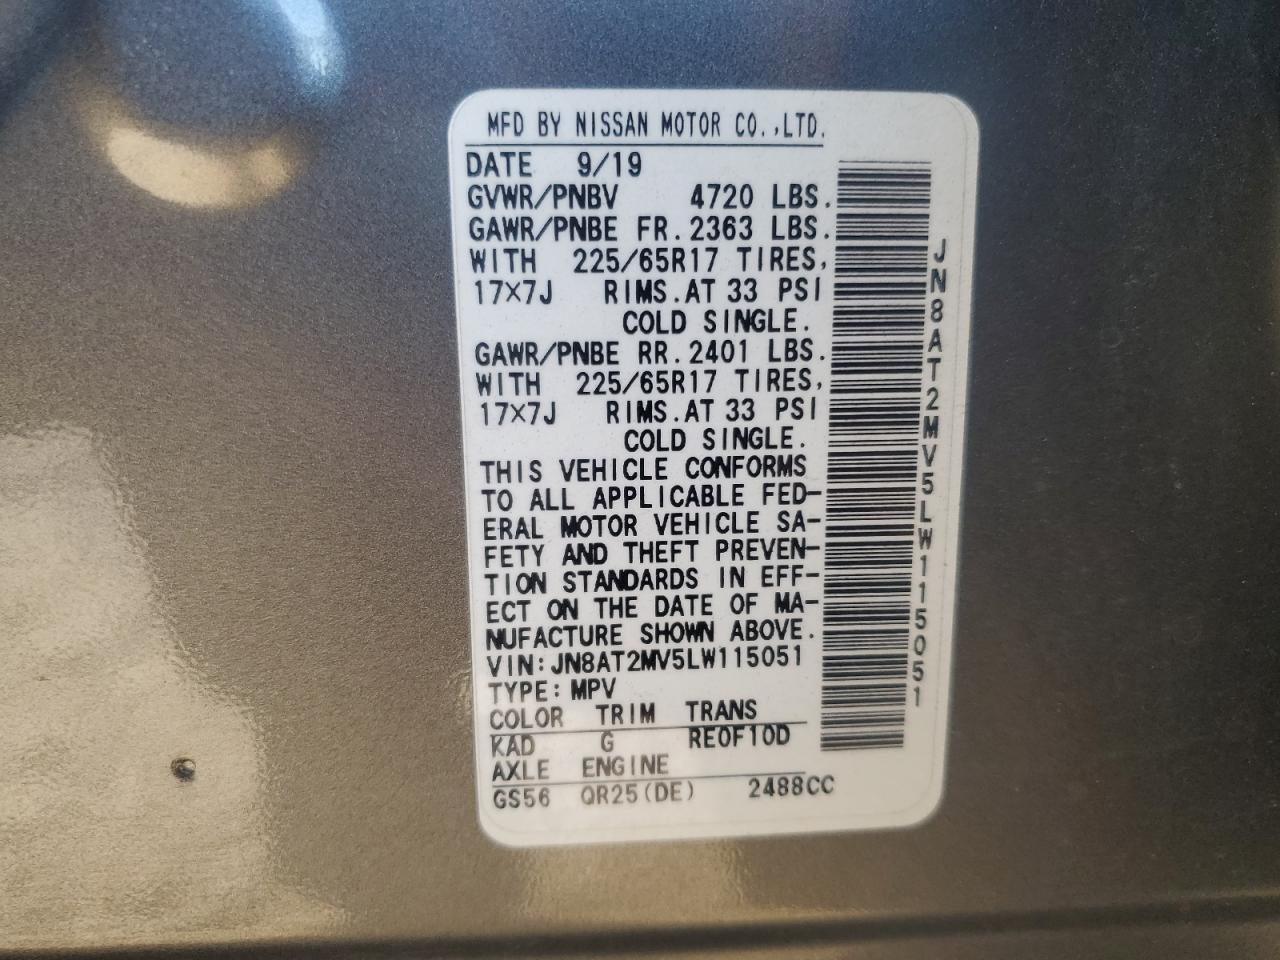 MFD BY NISSAN MOTOR CO.,LTD.
DATE 9/19
GVWR/PNBV 4720 LBS.
GAWR/PNBE FR.2363 LBS.
WITH 225/65R17 TIRES,
17×7J RIMS.AT 33 PSI
COLD SINGLE.
GAWR/PNBE RR.2401 LBS.
WITH 225/65R17 TIRES,
17×7J RIMS.AT 33 PSI
COLD SINGLE.
THIS VEHICLE CONFORMS
TO ALL APPLICABLE FED-
ERAL MOTOR VEHICLE SA-
FETY AND THEFT PREVEN-
TION STANDARDS IN EFF-
ECT ON THE DATE OF MA-
NUFACTURE SHOWN ABOVE.
VIN:JN8AT2MV5LW115051
TYPE:MPV
COLOR TRIM TRANS
KAD G RE0F10D
AXLE ENGINE
GS56 QR25(DE) 2488CC
JN8AT2MV5LW115051